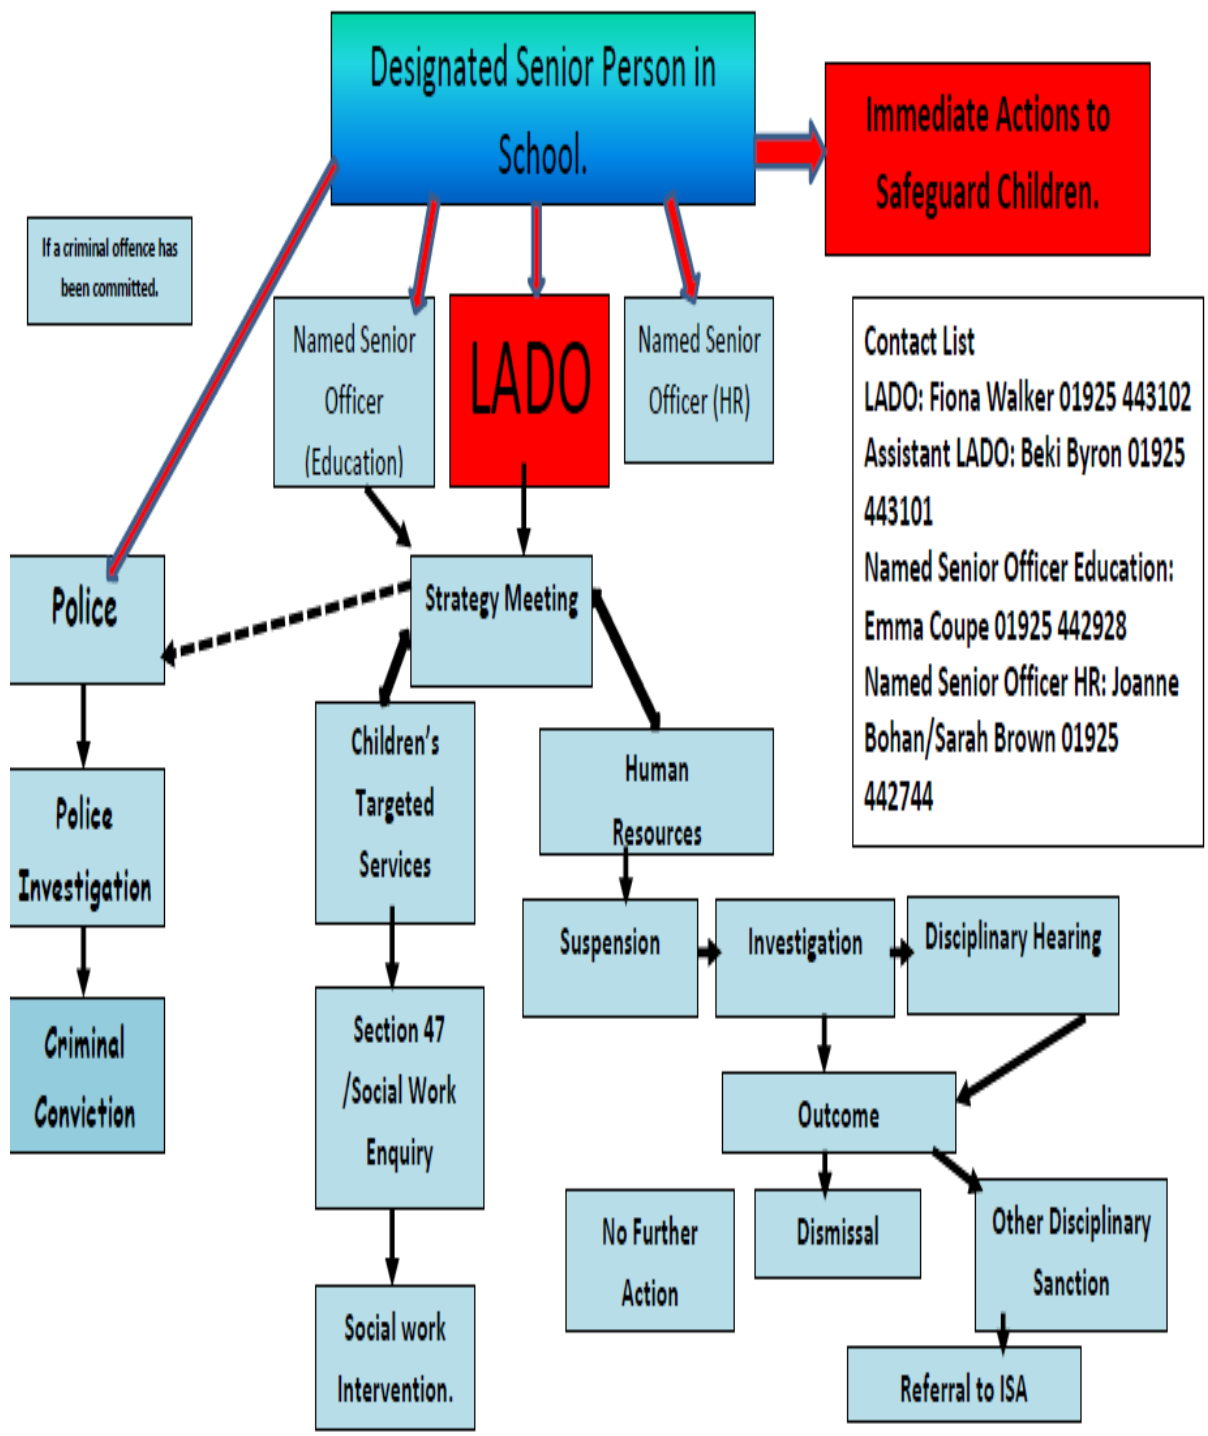 Designated Senior Person in
School.
Immediate Actions to
Safeguard Children.
If a criminal offence has
been committed.
Named Senior
Officer
(Education)
LADO
Named Senior
Officer (HR)
Contact List
LADO: Fiona Walker 01925 443102
Assistant LADO: Beki Byron 01925
443101
Named Senior Officer Education:
Emma Coupe 01925 442928
Named Senior Officer HR: Joanne
Bohan/Sarah Brown 01925
442744
Police
Strategy Meeting
Children's
Targeted
Services
Human
Resources
Police
Investigation
Suspension
Investigation
Disciplinary Hearing
Criminal
Conviction
Section 47
/Social Work
Enquiry
Outcome
No Further
Action
Dismissal
Other Disciplinary
Sanction
Social work
Intervention.
Referral to ISA